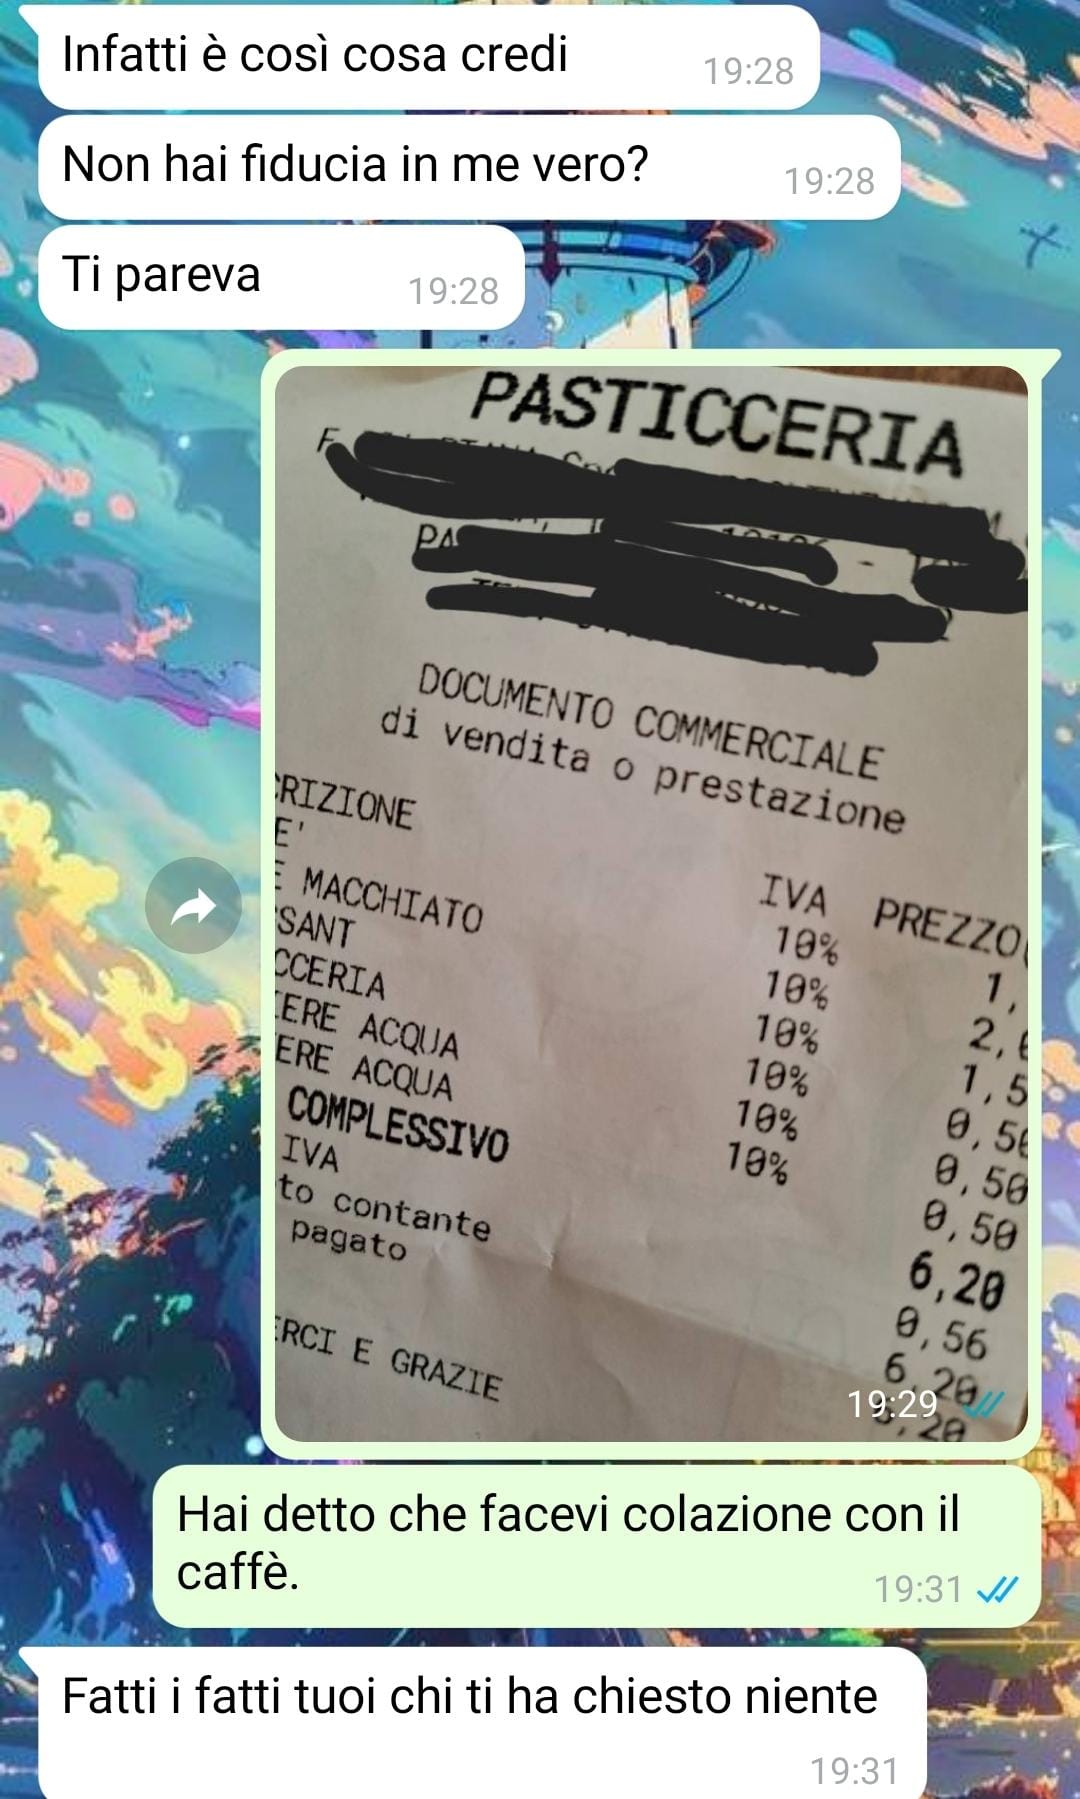 Infatti è così cosa credi
19:28
Non hai fiducia in me vero?
19:28
Ti pareva
19:28
PASTICCERIA
DOCUMENTO COMMERCIALE
di vendita o prestazione
RIZIONE
IVA PREZZO
E' 10% 1,
MACCHIATO 10% 2,
SANT 10% 1,5
CCERIA 10% 0,50
ERE ACQUA 10% 0,50
ERE ACQUA 10% 0,50
COMPLESSIVO 6,20
IVA 0,56
to contante 6,20
pagato 6,20
RCI E GRAZIE
19:29
Hai detto che facevi colazione con il
caffè.
19:31
Fatti i fatti tuoi chi ti ha chiesto niente
19:31